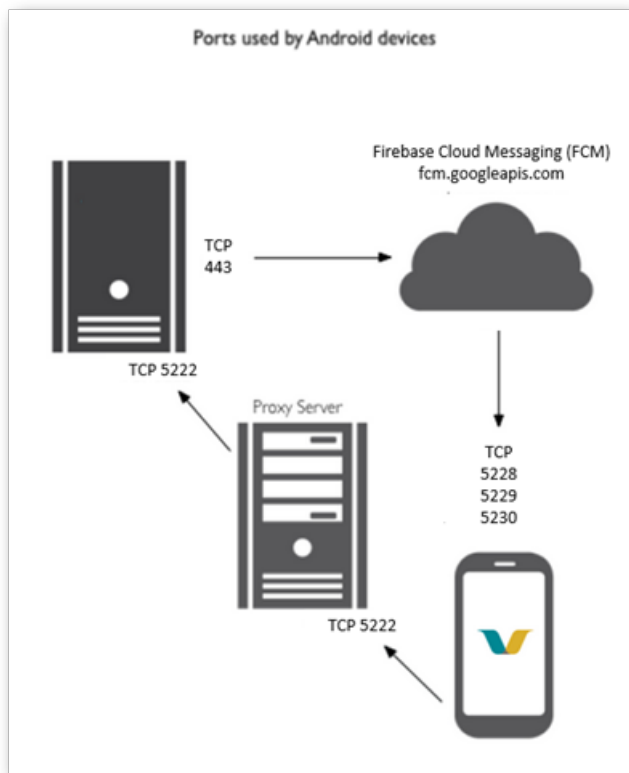 Ports used by Android devices
Firebase Cloud Messaging (FCM)
fcm.googleapis.com
TCP
443
TCP 5222
Proxy Server
TCP
5228
5229
5230
TCP 5222